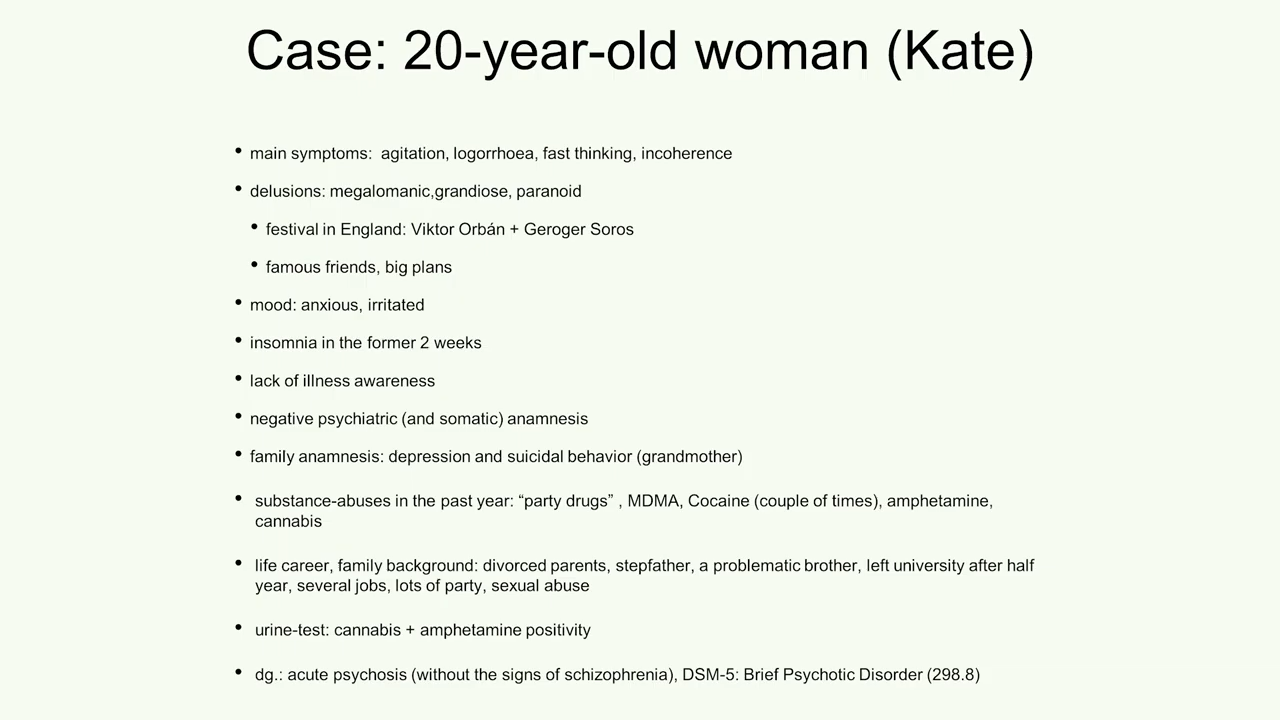 Case: 20-year-old woman (Kate)
• main symptoms:  agitation, logorrhoea, fast thinking, incoherence
• delusions: megalomanic,grandiose, paranoid
• festival in England: Viktor Orbán + Geroger Soros
• famous friends, big plans
• mood: anxious, irritated
• insomnia in the former 2 weeks
• lack of illness awareness
• negative psychiatric (and somatic) anamnesis
• family anamnesis: depression and suicidal behavior (grandmother)
• substance-abuses in the past year: “party drugs” , MDMA, Cocaine (couple of times), amphetamine,
cannabis
• life career, family background: divorced parents, stepfather, a problematic brother, left university after half
year, several jobs, lots of party, sexual abuse
• urine-test: cannabis + amphetamine positivity
• dg.: acute psychosis (without the signs of schizophrenia), DSM-5: Brief Psychotic Disorder (298.8)